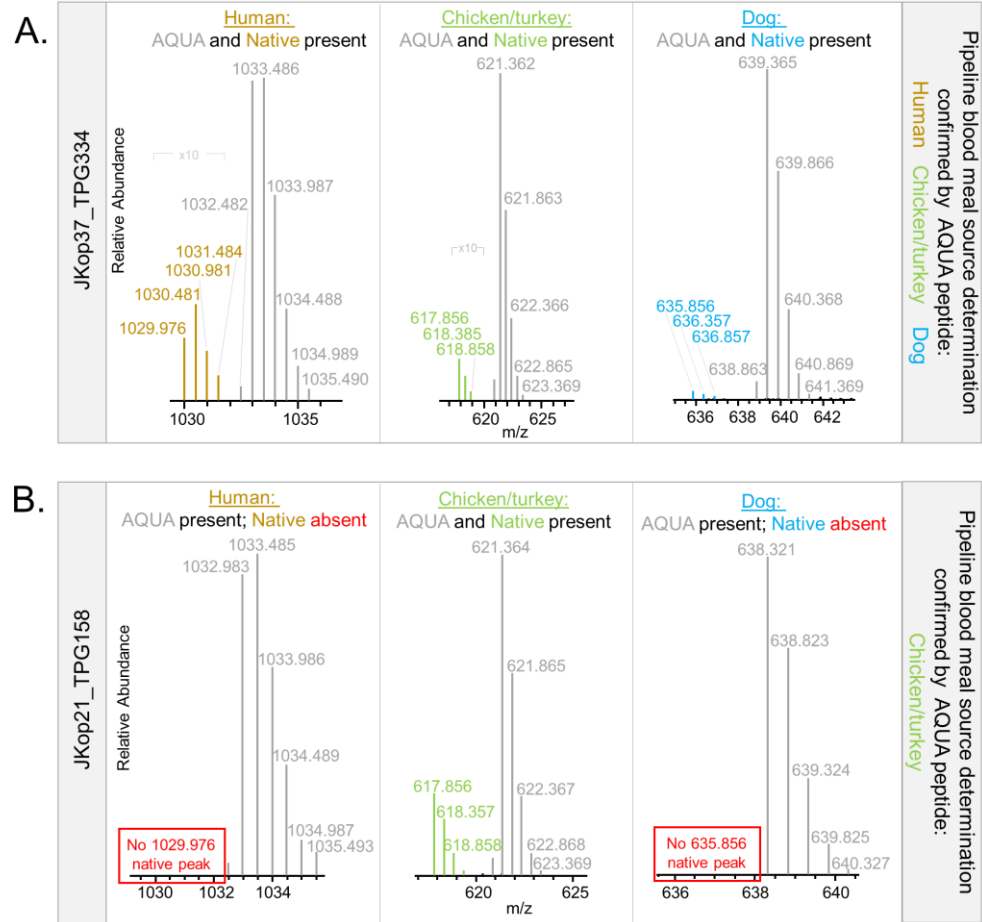 A.
JKop37_TPG334
Relative Abundance
Human:
AQUA and Native present
1033.486
x10
1033.987
1032.482
1031.484
1030.981
1030.481
1029.976
1034.488
1034.989
1035.490
1030
1035
Chicken/turkey:
AQUA and Native present
621.362
621.863
x10
622.366
617.856
618.385
618.858
622.865
623.369
620
625
m/z
Dog:
AQUA and Native present
639.365
639.866
635.856
636.357
636.857
640.368
638.863
640.869
641.369
636
638
640
642
Pipeline blood meal source determination
confirmed by AQUA peptide:
Human Chicken/turkey Dog
B.
JKop21_TPG158
Relative Abundance
Human:
AQUA present; Native absent
1033.485
1032.983
1033.986
1034.489
1034.987
1035.493
No 1029.976
native peak
1030
1032
1034
Chicken/turkey:
AQUA and Native present
621.364
621.865
617.856
618.357
618.858
622.367
622.868
623.369
620
625
m/z
Dog:
AQUA present; Native absent
638.321
638.823
639.324
639.825
640.327
No 635.856
native peak
636
638
640
Pipeline blood meal source determination
confirmed by AQUA peptide:
Chicken/turkey